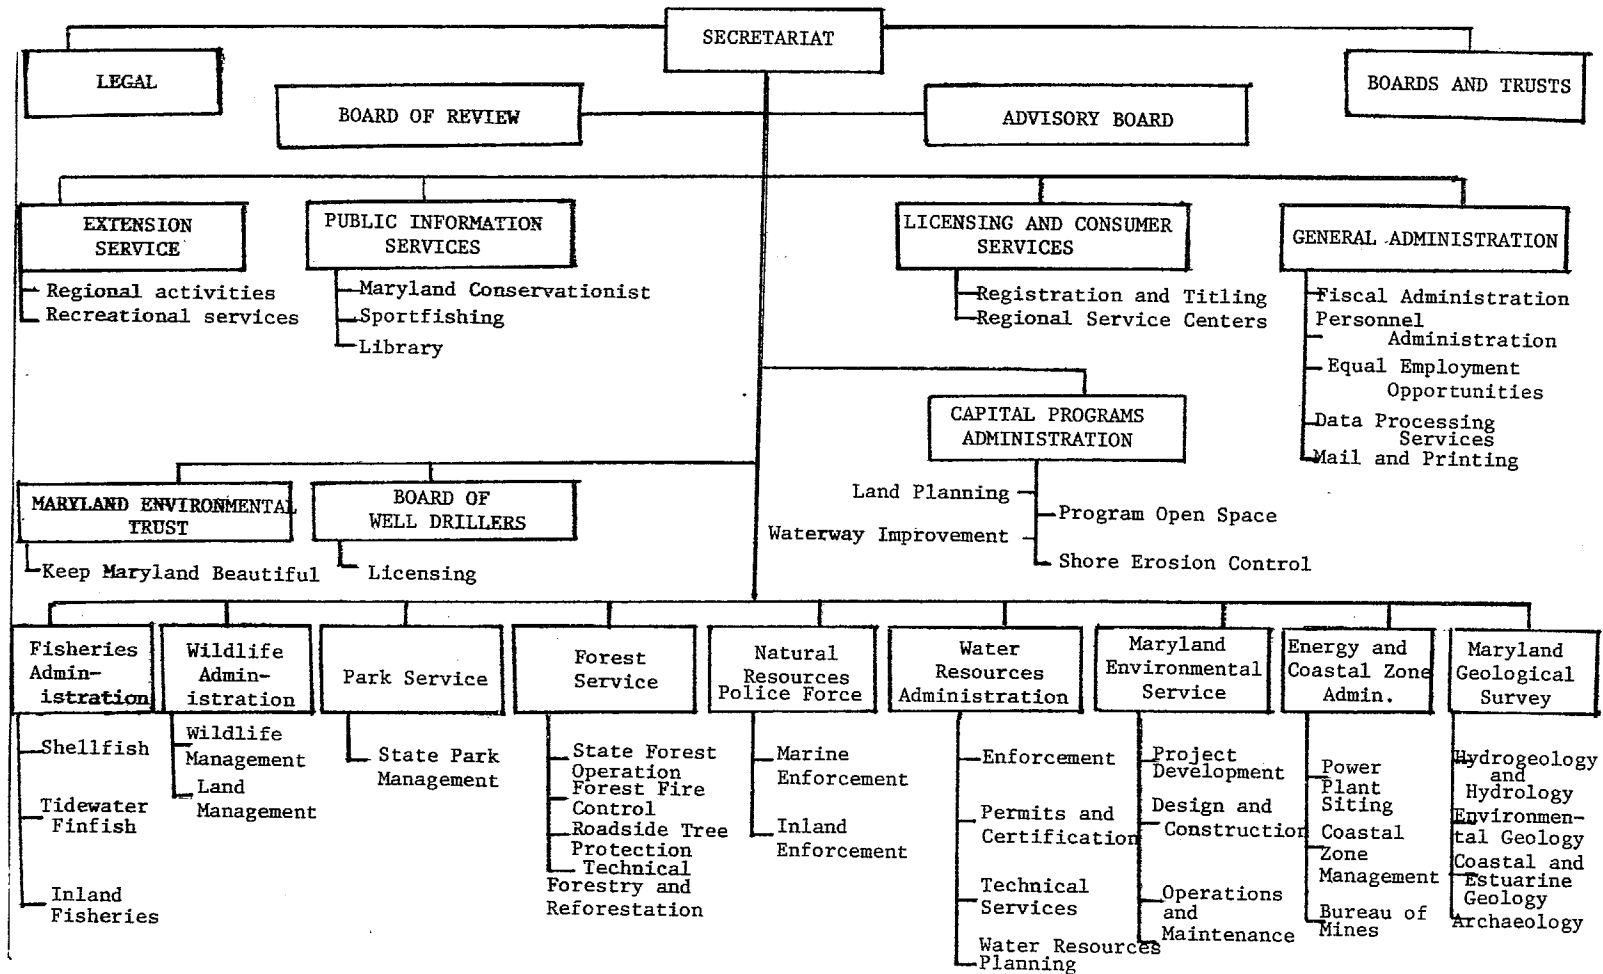 SECRETARIAT
LEGAL
BOARDS AND TRUSTS
BOARD OF REVIEW
ADVISORY BOARD
EXTENSION
SERVICE
Regional activities
Recreational services
PUBLIC INFORMATION
SERVICES
Maryland Conservationist
Sportfishing
Library
LICENSING AND CONSUMER
SERVICES
Registration and Titling
Regional Service Centers
GENERAL ADMINISTRATION
Fiscal Administration
Personnel
Administration
Equal Employment
Opportunities
Data Processing
Services
Mail and Printing
CAPITAL PROGRAMS
ADMINISTRATION
Land Planning
Program Open Space
Waterway Improvement
Shore Erosion Control
MARYLAND ENVIRONMENTAL
TRUST
Keep Maryland Beautiful
BOARD OF
WELL DRILLERS
Licensing
Fisheries
Admin-
istration
Shellfish
Tidewater
Finfish
Inland
Fisheries
Wildlife
Admin-
istration
Wildlife
Management
Land
Management
Park Service
State Park
Management
Forest
Service
State Forest
Operation
Forest Fire
Control
Roadside Tree
Protection
Technical
Forestry and
Reforestation
Natural
Resources
Police Force
Marine
Enforcement
Inland
Enforcement
Water
Resources
Administration
Enforcement
Permits and
Certification
Technical
Services
Water Resources
Planning
Maryland
Environmental
Service
Project
Development
Design and
Construction
Operations
and
Maintenance
Energy and
Coastal Zone
Admin.
Power
Plant
Siting
Coastal
Zone
Management
Bureau of
Mines
Maryland
Geological
Survey
Hydrogeology
and
Hydrology
Environmen-
tal Geology
Coastal and
Estuarine
Geology
Archaeology